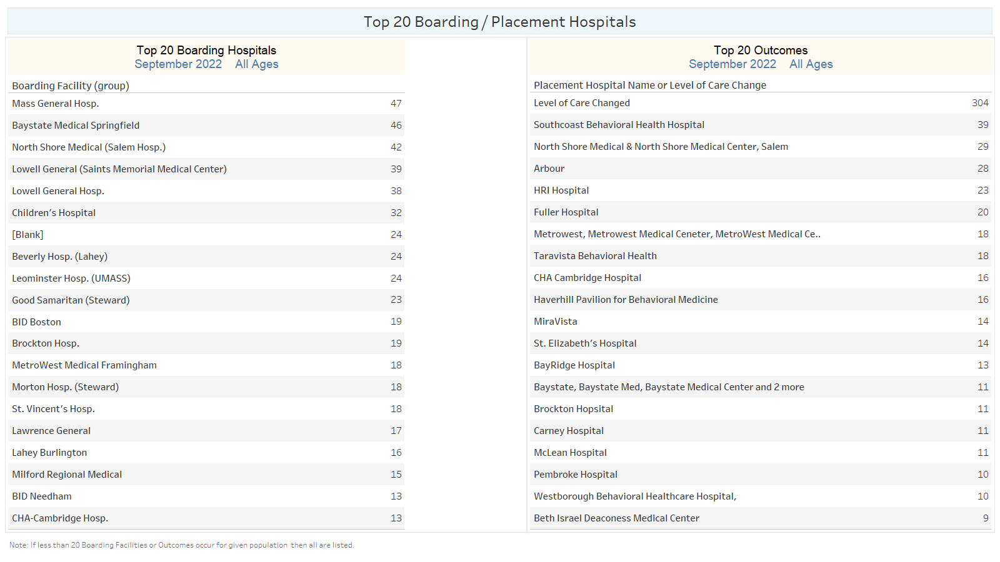 Top 20 Boarding / Placement Hospitals
Top 20 Boarding Hospitals
September 2022 All Ages
Boarding Facility (group)
Mass General Hosp. 47
Baystate Medical Springfield 46
North Shore Medical (Salem Hosp.) 42
Lowell General (Saints Memorial Medical Center) 39
Lowell General Hosp. 38
Children's Hospital 32
[Blank] 24
Beverly Hosp. (Lahey) 24
Leominster Hosp. (UMASS) 24
Good Samaritan (Steward) 23
BID Boston 19
Brockton Hosp. 19
MetroWest Medical Framingham 18
Morton Hosp. (Steward) 18
St. Vincent's Hosp. 18
Lawrence General 17
Lahey Burlington 16
Milford Regional Medical 15
BID Needham 13
CHA-Cambridge Hosp. 13
Top 20 Outcomes
September 2022 All Ages
Placement Hospital Name or Level of Care Change
Level of Care Changed 304
Southcoast Behavioral Health Hospital 39
North Shore Medical & North Shore Medical Center, Salem 29
Arbour 28
HRI Hospital 23
Fuller Hospital 20
Metrowest, Metrowest Medical Ceneter, MetroWest Medical Ce.. 18
Taravista Behavioral Health 18
CHA Cambridge Hospital 16
Haverhill Pavilion for Behavioral Medicine 16
MiraVista 14
St. Elizabeth's Hospital 14
BayRidge Hospital 13
Baystate, Baystate Med, Baystate Medical Center and 2 more 11
Brockton Hopsital 11
Carney Hospital 11
McLean Hospital 11
Pembroke Hospital 10
Westborough Behavioral Healthcare Hospital, 10
Beth Israel Deaconess Medical Center 9
Note: If less than 20 Boarding Facilities or Outcomes occur for given population then all are listed.